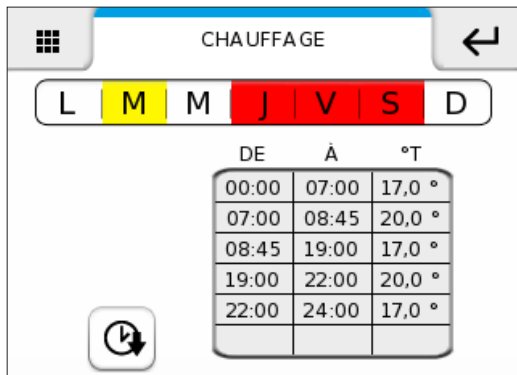 CHAUFFAGE
L M M J V S D
DE À °T
00:00 07:00 17,0 °
07:00 08:45 20,0 °
08:45 19:00 17,0 °
19:00 22:00 20,0 °
22:00 24:00 17,0 °